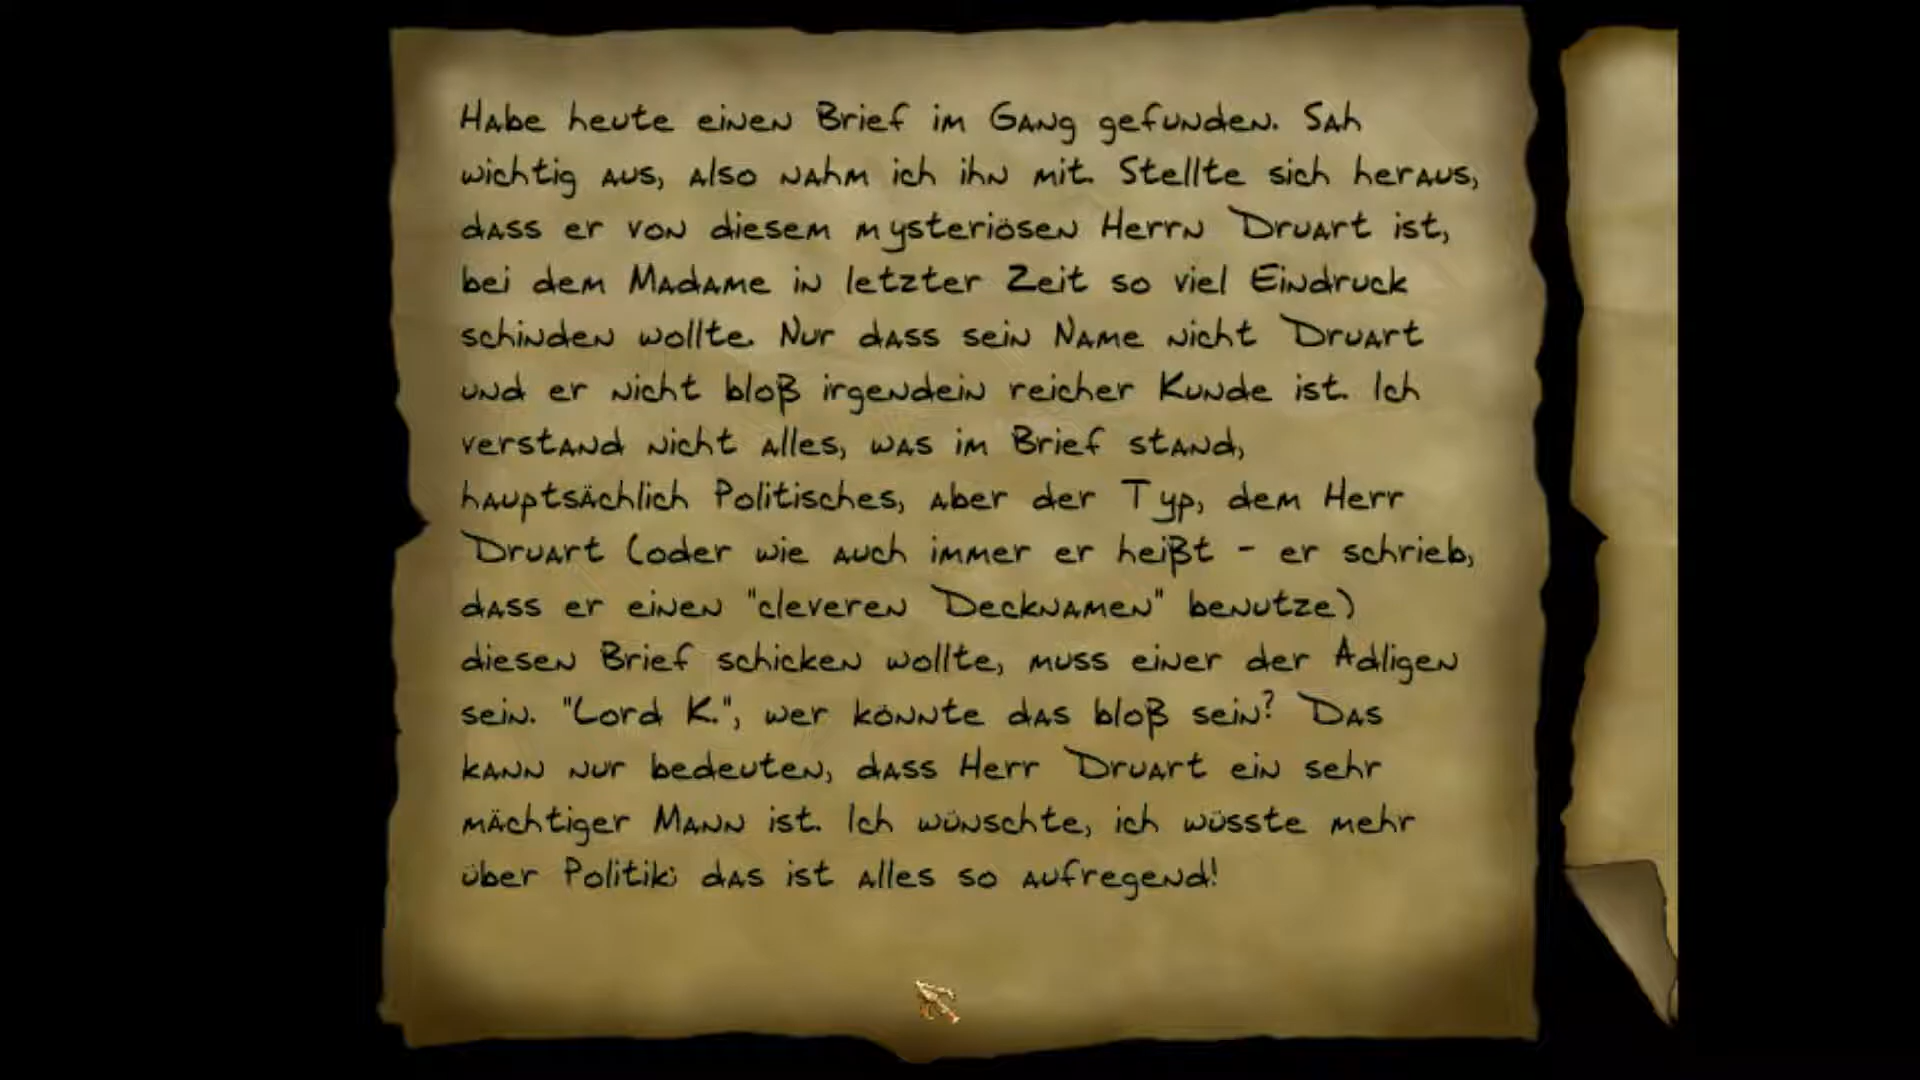 Habe heute einen Brief im Gang gefunden. Sah
wichtig aus, also nahm ich ihn mit. Stellte sich heraus,
dass er von diesem mysteriösen Herrn Druart ist,
bei dem Madame in letzter Zeit so viel Eindruck
schinden wollte. Nur dass sein Name nicht Druart
und er nicht bloß irgendein reicher Kunde ist. Ich
verstand nicht alles, was im Brief stand,
hauptsächlich Politisches, aber der Typ, dem Herr
Druart (oder wie auch immer er heißt - er schrieb,
dass er einen "cleveren Decknamen" benutze)
diesen Brief schicken wollte, muss einer der Adligen
sein. "Lord K.", wer könnte das bloß sein? Das
kann nur bedeuten, dass Herr Druart ein sehr
mächtiger Mann ist. Ich wünschte, ich wüsste mehr
über Politik; das ist alles so aufregend!